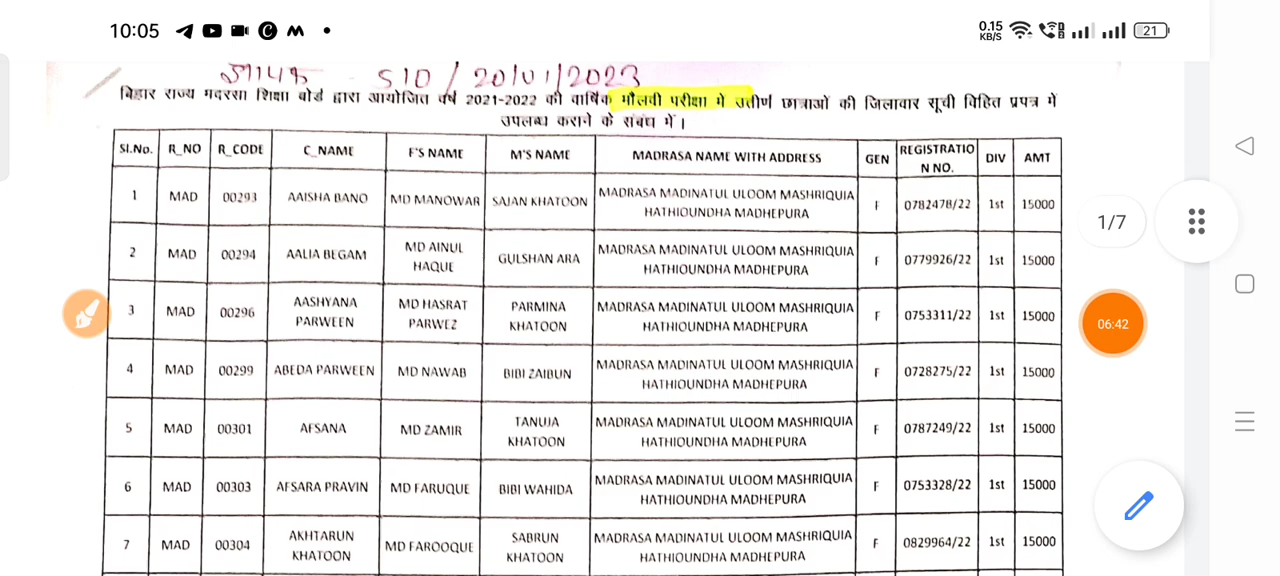 10:05
0.15 KB/S
21
ज्ञापांक - 510 / 20/01/2023
बिहार राज्य मदरसा शिक्षा बोर्ड द्वारा आयोजित वर्ष 2021-2022 की वार्षिक मौलवी परीक्षा मे उत्तीर्ण छात्राओं की जिलावार सूची विहित प्रपत्र में
उपलब्ध कराने के संबंध में।
Sl.No. R_NO R_CODE C_NAME F'S NAME M'S NAME MADRASA NAME WITH ADDRESS GEN REGISTRATIO N NO. DIV AMT
1 MAD 00293 AAISHA BANO MD MANOWAR SAJAN KHATOON MADRASA MADINATUL ULOOM MASHRIQUIA HATHIOUNDHA MADHEPURA F 0782478/22 1st 15000
2 MAD 00294 AALIA BEGAM MD AINUL HAQUE GULSHAN ARA MADRASA MADINATUL ULOOM MASHRIQUIA HATHIOUNDHA MADHEPURA F 0779926/22 1st 15000
3 MAD 00296 AASHYANA PARWEEN MD HASRAT PARWEZ PARMINA KHATOON MADRASA MADINATUL ULOOM MASHRIQUIA HATHIOUNDHA MADHEPURA F 0753311/22 1st 15000
4 MAD 00299 ABEDA PARWEEN MD NAWAB BIBI ZAIBUN MADRASA MADINATUL ULOOM MASHRIQUIA HATHIOUNDHA MADHEPURA F 0728275/22 1st 15000
5 MAD 00301 AFSANA MD ZAMIR TANUJA KHATOON MADRASA MADINATUL ULOOM MASHRIQUIA HATHIOUNDHA MADHEPURA F 0787249/22 1st 15000
6 MAD 00303 AFSARA PRAVIN MD FARUQUE BIBI WAHIDA MADRASA MADINATUL ULOOM MASHRIQUIA HATHIOUNDHA MADHEPURA F 0753328/22 1st 15000
7 MAD 00304 AKHTARUN KHATOON MD FAROOQUE SABRUN KHATOON MADRASA MADINATUL ULOOM MASHRIQUIA HATHIOUNDHA MADHEPURA F 0829964/22 1st 15000
1/7
06:42